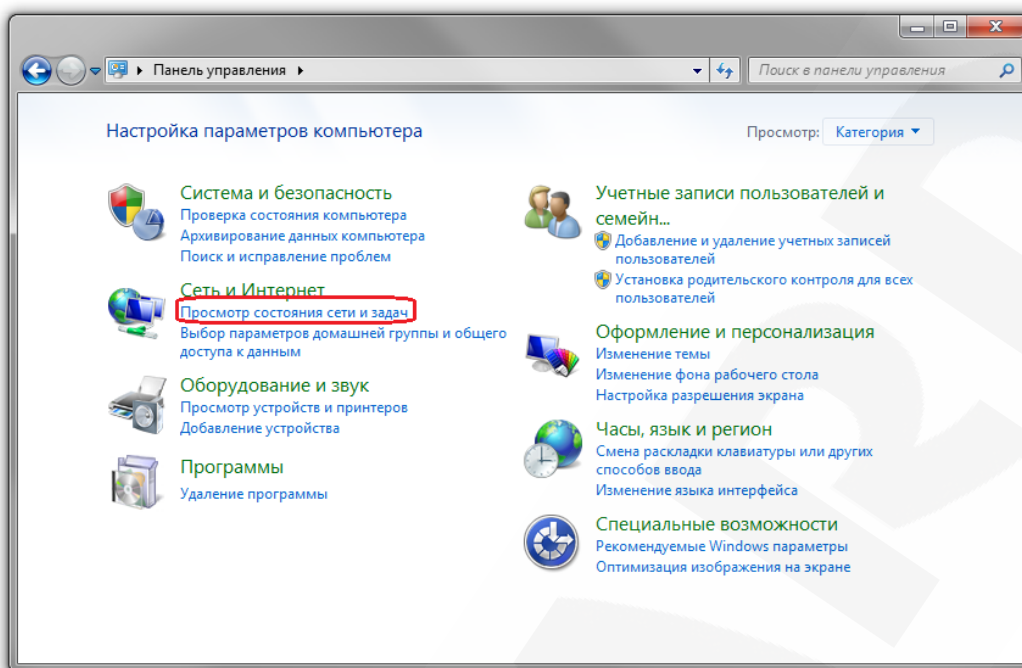 Панель управления
Поиск в панели управления
Настройка параметров компьютера
Просмотр: Категория
Система и безопасность
Проверка состояния компьютера
Архивирование данных компьютера
Поиск и исправление проблем
Сеть и Интернет
Просмотр состояния сети и задач
Выбор параметров домашней группы и общего
доступа к данным
Оборудование и звук
Просмотр устройств и принтеров
Добавление устройства
Программы
Удаление программы
Учетные записи пользователей и
семейн...
Добавление и удаление учетных записей
пользователей
Установка родительского контроля для всех
пользователей
Оформление и персонализация
Изменение темы
Изменение фона рабочего стола
Настройка разрешения экрана
Часы, язык и регион
Смена раскладки клавиатуры или других
способов ввода
Изменение языка интерфейса
Специальные возможности
Рекомендуемые Windows параметры
Оптимизация изображения на экране